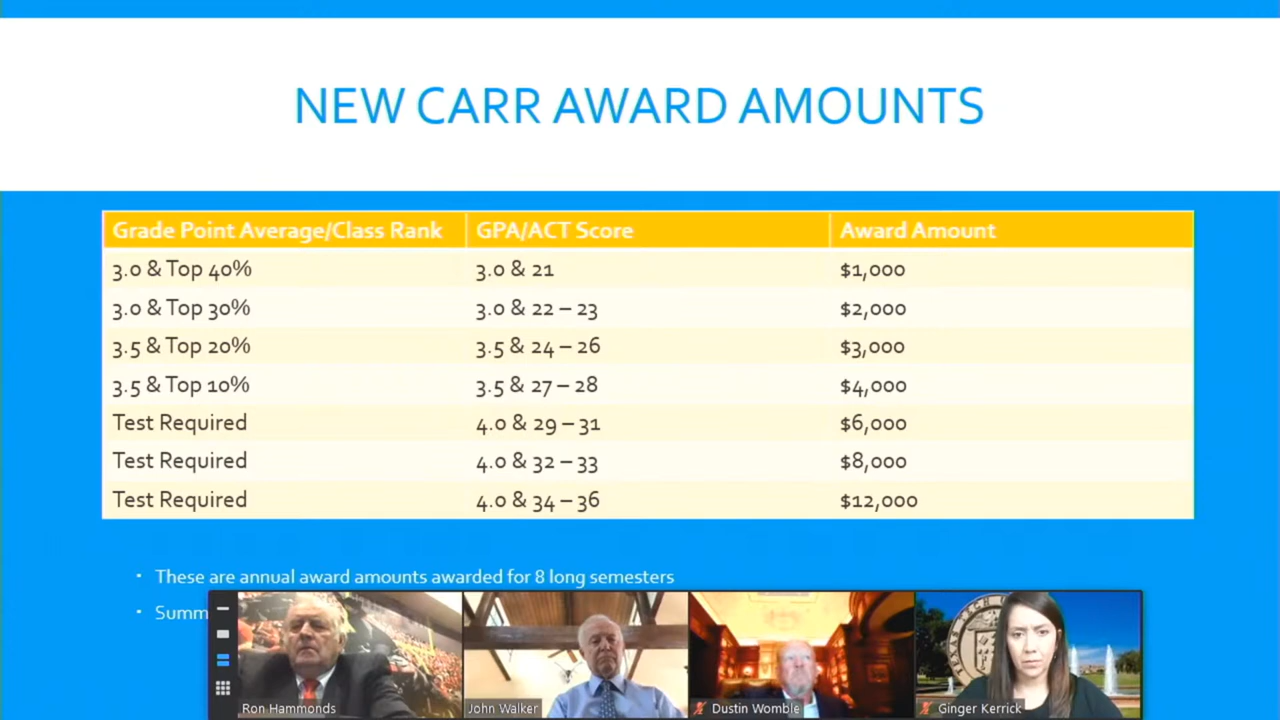 NEW CARR AWARD AMOUNTS
Grade Point Average/Class Rank GPA/ACT Score Award Amount
3.0 & Top 40% 3.0 & 21 $1,000
3.0 & Top 30% 3.0 & 22 – 23 $2,000
3.5 & Top 20% 3.5 & 24 – 26 $3,000
3.5 & Top 10% 3.5 & 27 – 28 $4,000
Test Required 4.0 & 29 – 31 $6,000
Test Required 4.0 & 32 – 33 $8,000
Test Required 4.0 & 34 – 36 $12,000
▪ These are annual award amounts awarded for 8 long semesters
▪ Summ
Ron Hammonds John Walker Dustin Womble Ginger Kerrick